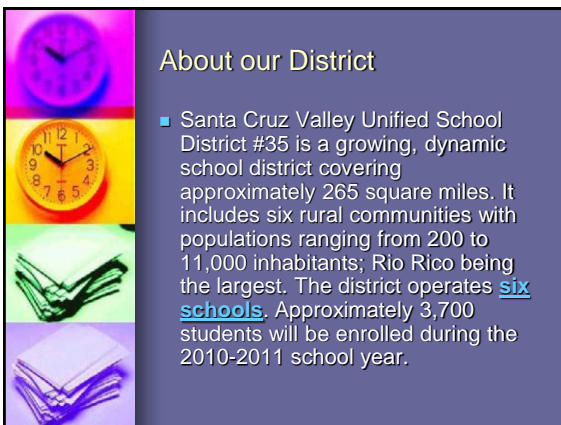 About our District
Santa Cruz Valley Unified School
District #35 is a growing, dynamic
school district covering
approximately 265 square miles. It
includes six rural communities with
populations ranging from 200 to
11,000 inhabitants; Rio Rico being
the largest. The district operates six
schools. Approximately 3,700
students will be enrolled during the
2010-2011 school year.